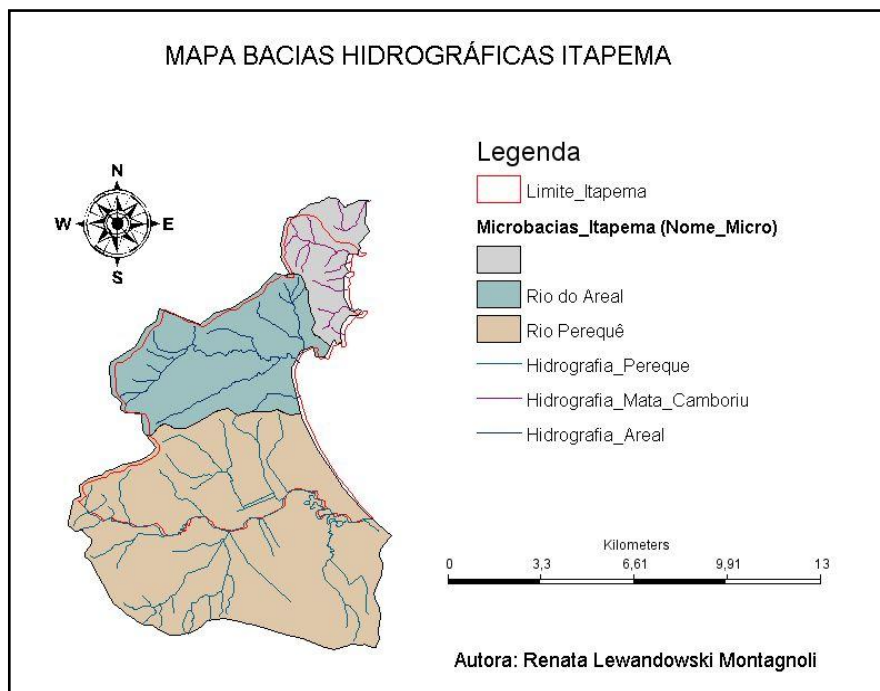 MAPA BACIAS HIDROGRÁFICAS ITAPEMA
N
W
E
S
Legenda
Limite_Itapema
Microbacias_Itapema (Nome_Micro)
Rio do Areal
Rio Perequê
Hidrografia_Pereque
Hidrografia_Mata_Camboriu
Hidrografia_Areal
Kilometers
0 3,3 6,61 9,91 13
Autora: Renata Lewandowski Montagnoli